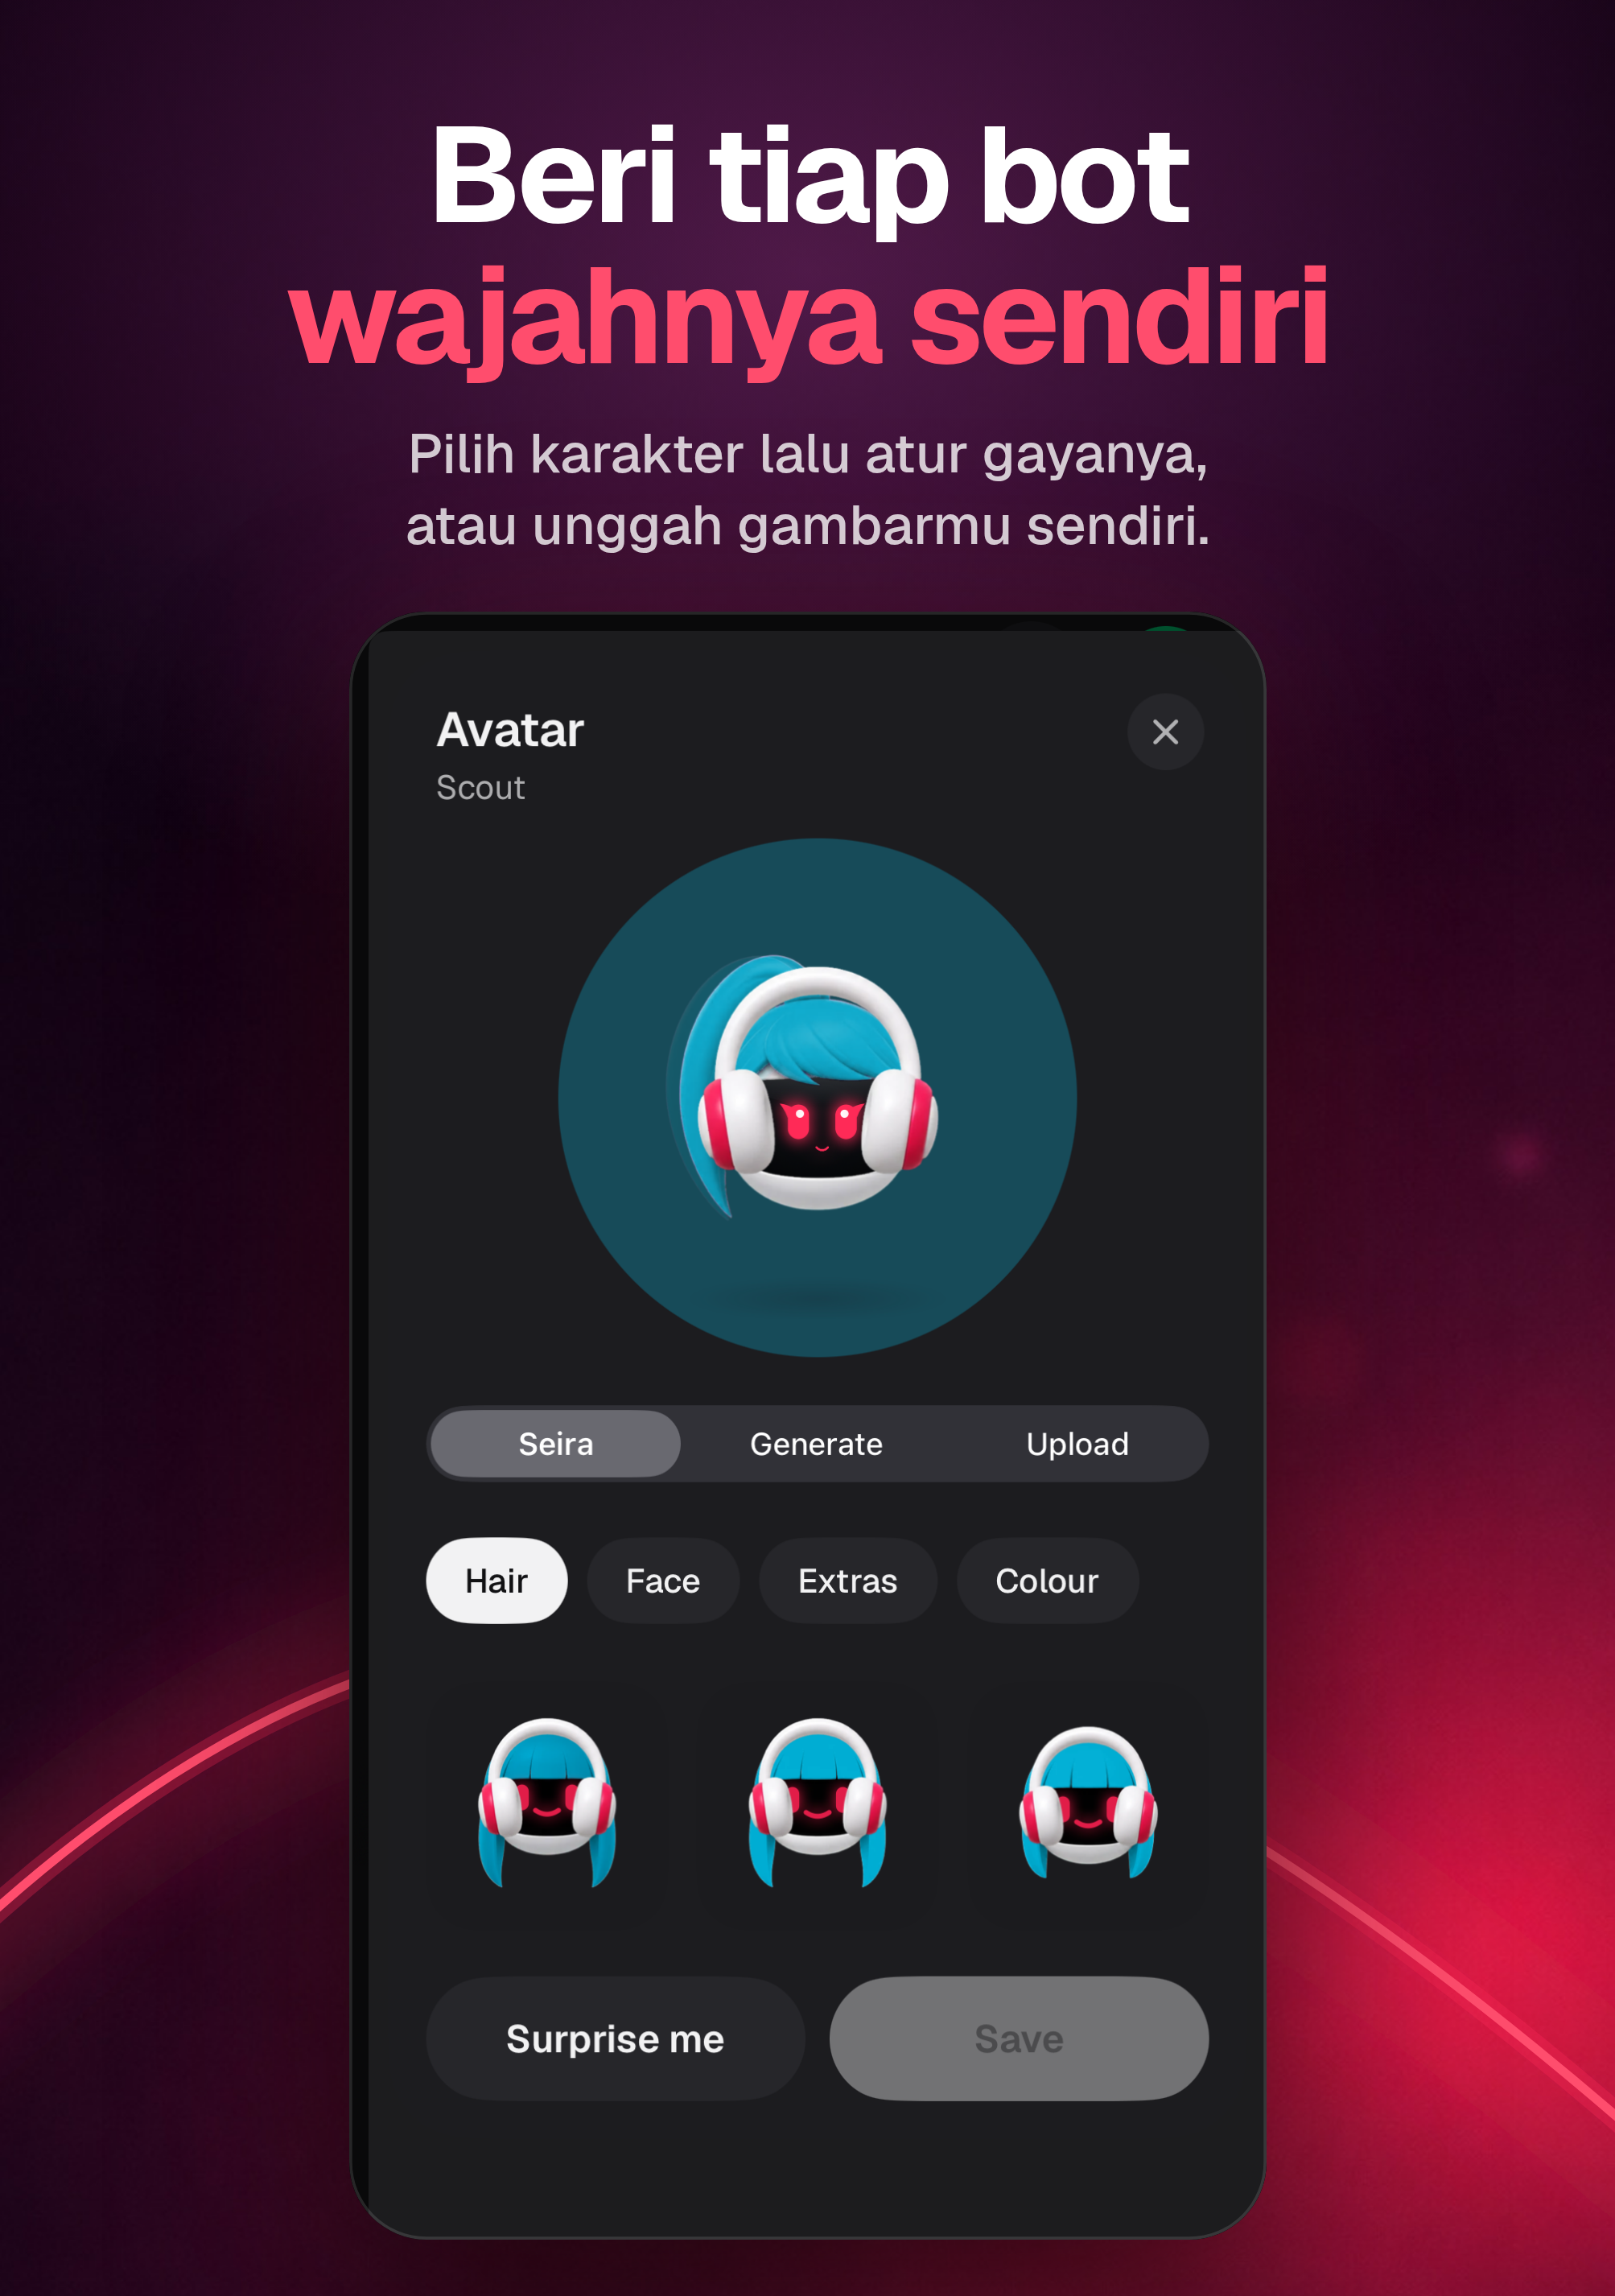 Beri tiap bot
wajahnya sendiri
Pilih karakter lalu atur gayanya,
atau unggah gambarmu sendiri.
Avatar
Scout
Seira Generate Upload
Hair Face Extras Colour
Surprise me Save